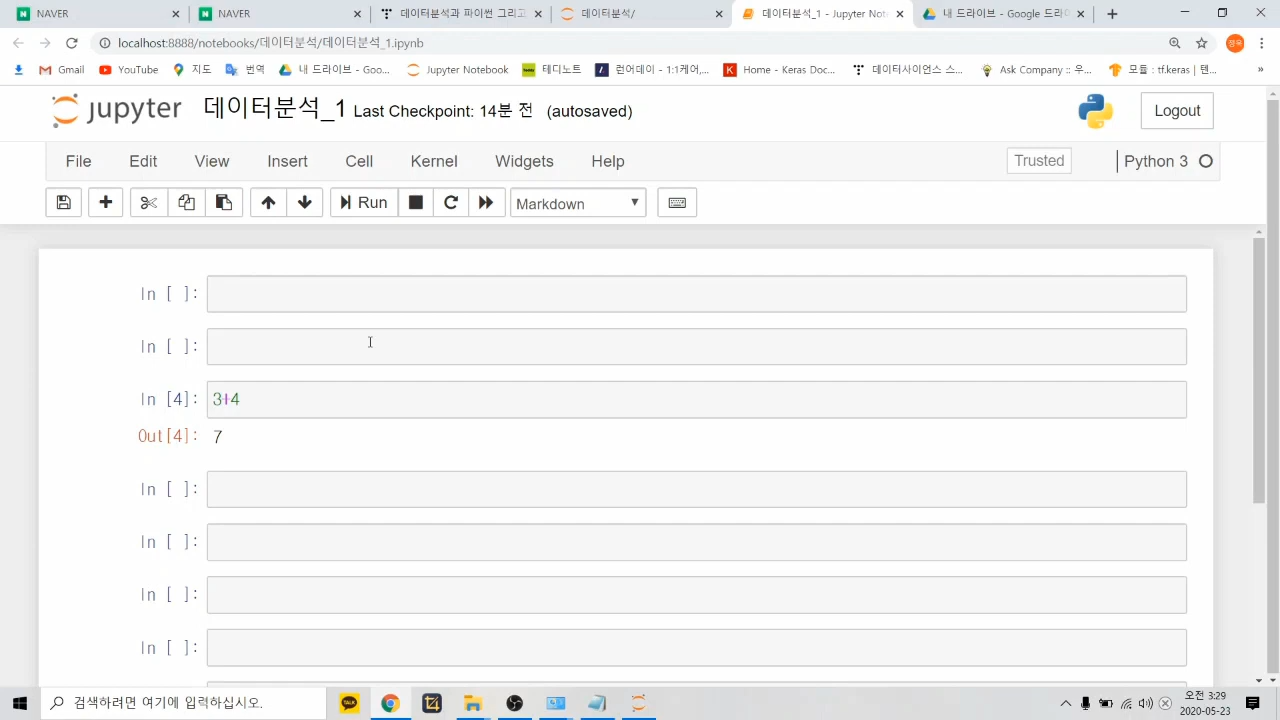 NAVER
NAVER
데이터분석과 파이썬 그리고
데이터분석/
데이터분석_1 - Jupyter Not
내 드라이브 - Google 드라이
localhost:8888/notebooks/데이터분석/데이터분석_1.ipynb
Gmail
YouTube
지도
번역
내 드라이브 - Goo...
Jupyter Notebook
테디노트
런어데이 - 1:1케어,...
Home - Keras Doc...
데이터사이언스 스...
Ask Company :: 우...
모듈 : tf.keras | 텐...
»
jupyter 데이터분석_1 Last Checkpoint: 14분 전 (autosaved)
Logout
File Edit View Insert Cell Kernel Widgets Help
Trusted
Python 3
Run
Markdown
In [ ]:
In [ ]:
In [4]: 3+4
Out[4]: 7
In [ ]:
In [ ]:
In [ ]:
In [ ]:
검색하려면 여기에 입력하십시오.
TALK
오전 3:29
2020-05-23